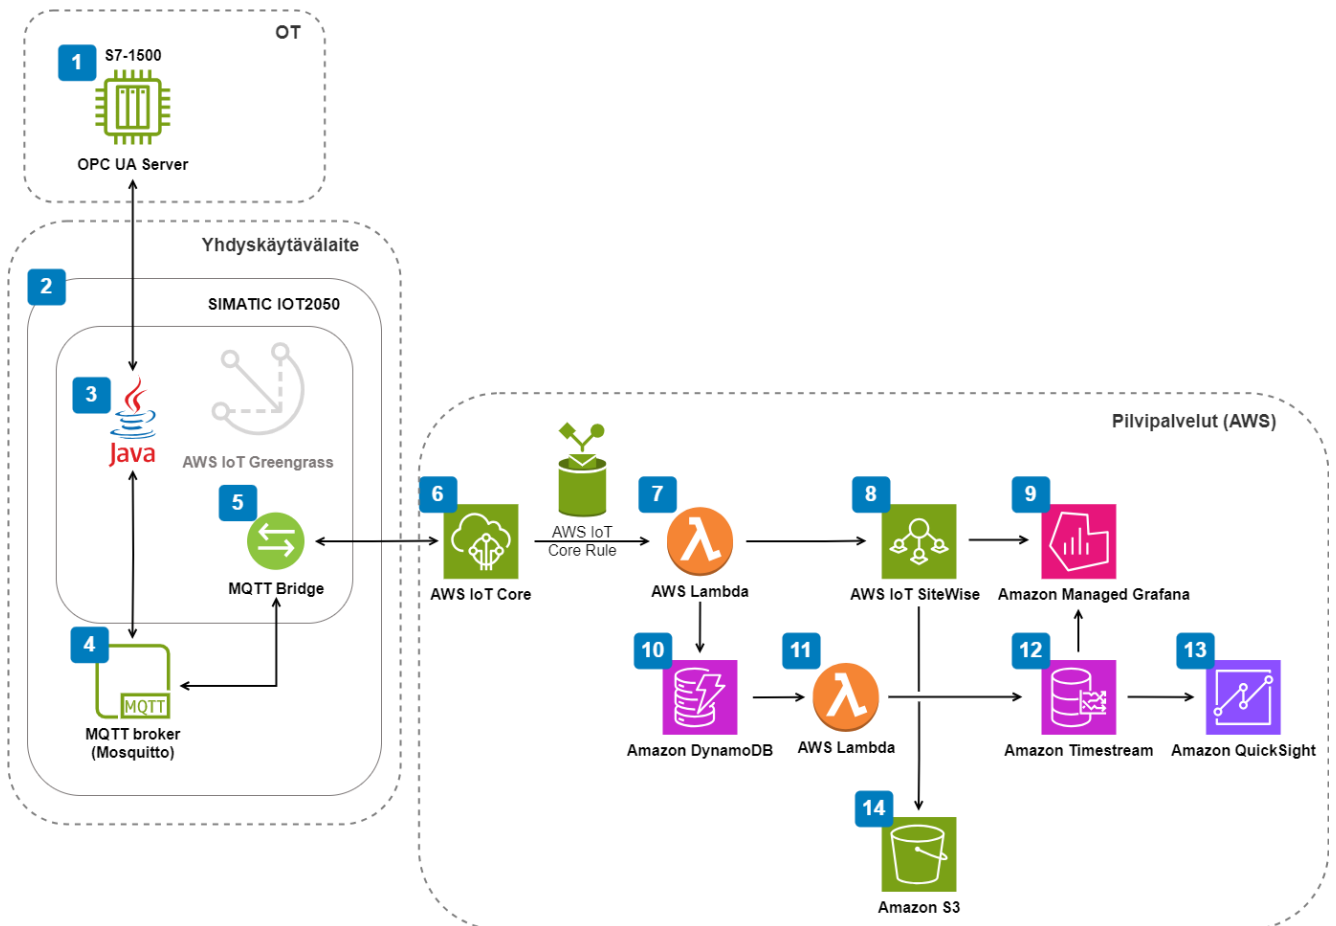 OT
1
S7-1500
OPC UA Server
Yhdyskäytävälaite
2
SIMATIC IOT2050
3
Java
AWS IoT Greengrass
5
MQTT Bridge
4
MQTT
MQTT broker
(Mosquitto)
Pilvipalvelut (AWS)
6
AWS IoT Core
AWS IoT
Core Rule
7
AWS Lambda
8
AWS IoT SiteWise
9
Amazon Managed Grafana
10
Amazon DynamoDB
11
AWS Lambda
12
Amazon Timestream
13
Amazon QuickSight
14
Amazon S3